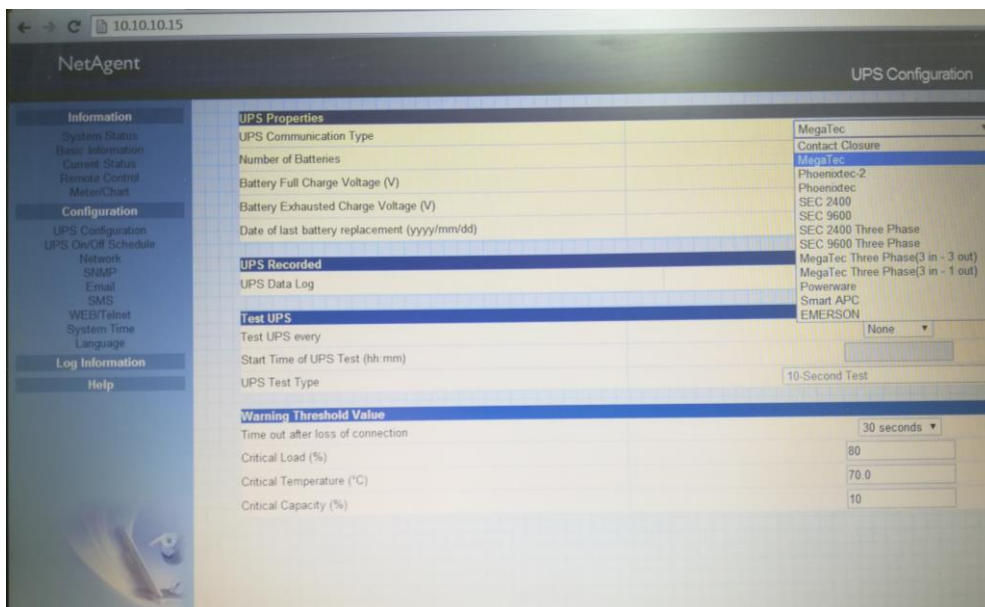 10.10.10.15
NetAgent
UPS Configuration
Information
System Status
Basic Information
Current Status
Remote Control
Meter/Chart
Configuration
UPS Configuration
UPS On/Off Schedule
Network
SNMP
Email
SMS
WEB/Telnet
System Time
Language
Log Information
Help
UPS Properties
UPS Communication Type
Number of Batteries
Battery Full Charge Voltage (V)
Battery Exhausted Charge Voltage (V)
Date of last battery replacement (yyyy/mm/dd)
MegaTec
Contact Closure
MegaTec
Phoenixtec-2
Phoenixtec
SEC 2400
SEC 9600
SEC 2400 Three Phase
SEC 9600 Three Phase
MegaTec Three Phase(3 in - 3 out)
MegaTec Three Phase(3 in - 1 out)
Powerware
Smart APC
EMERSON
UPS Recorded
UPS Data Log
Test UPS
Test UPS every None
Start Time of UPS Test (hh:mm)
UPS Test Type 10-Second Test
Warning Threshold Value
Time out after loss of connection 30 seconds
Critical Load (%) 80
Critical Temperature (°C) 70.0
Critical Capacity (%) 10